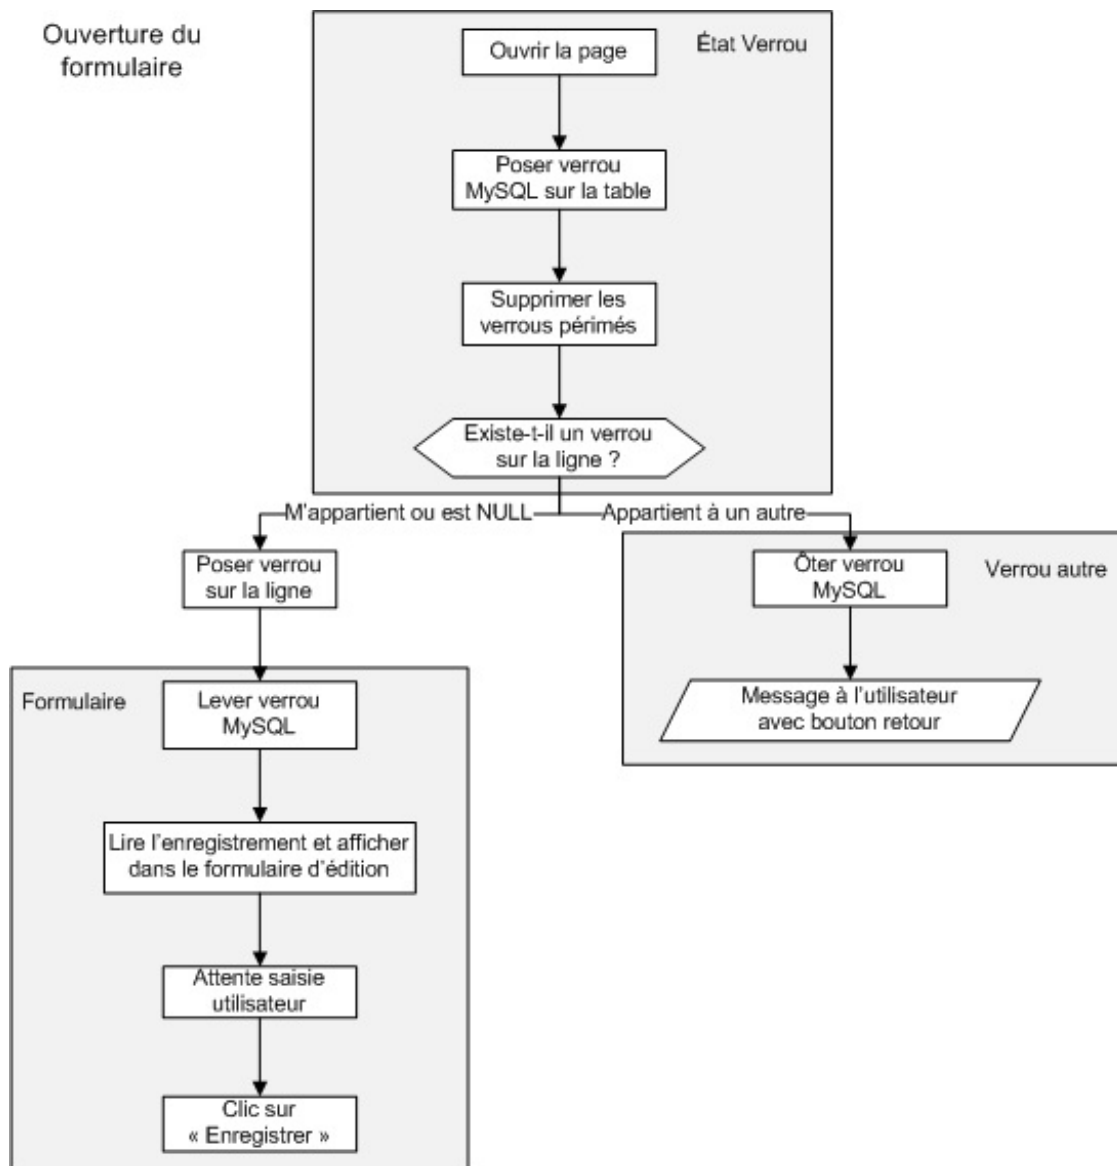 Ouverture du
formulaire
État Verrou
Ouvrir la page
Poser verrou
MySQL sur la table
Supprimer les
verrous périmés
Existe-t-il un verrou
sur la ligne ?
M'appartient ou est NULL
Appartient à un autre
Poser verrou
sur la ligne
Ôter verrou
MySQL
Verrou autre
Message à l'utilisateur
avec bouton retour
Formulaire
Lever verrou
MySQL
Lire l'enregistrement et afficher
dans le formulaire d'édition
Attente saisie
utilisateur
Clic sur
« Enregistrer »